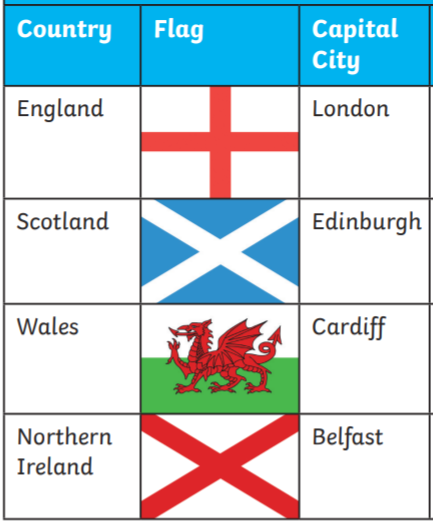 Country Flag Capital
City
England London
Scotland Edinburgh
Wales Cardiff
Northern Belfast
Ireland